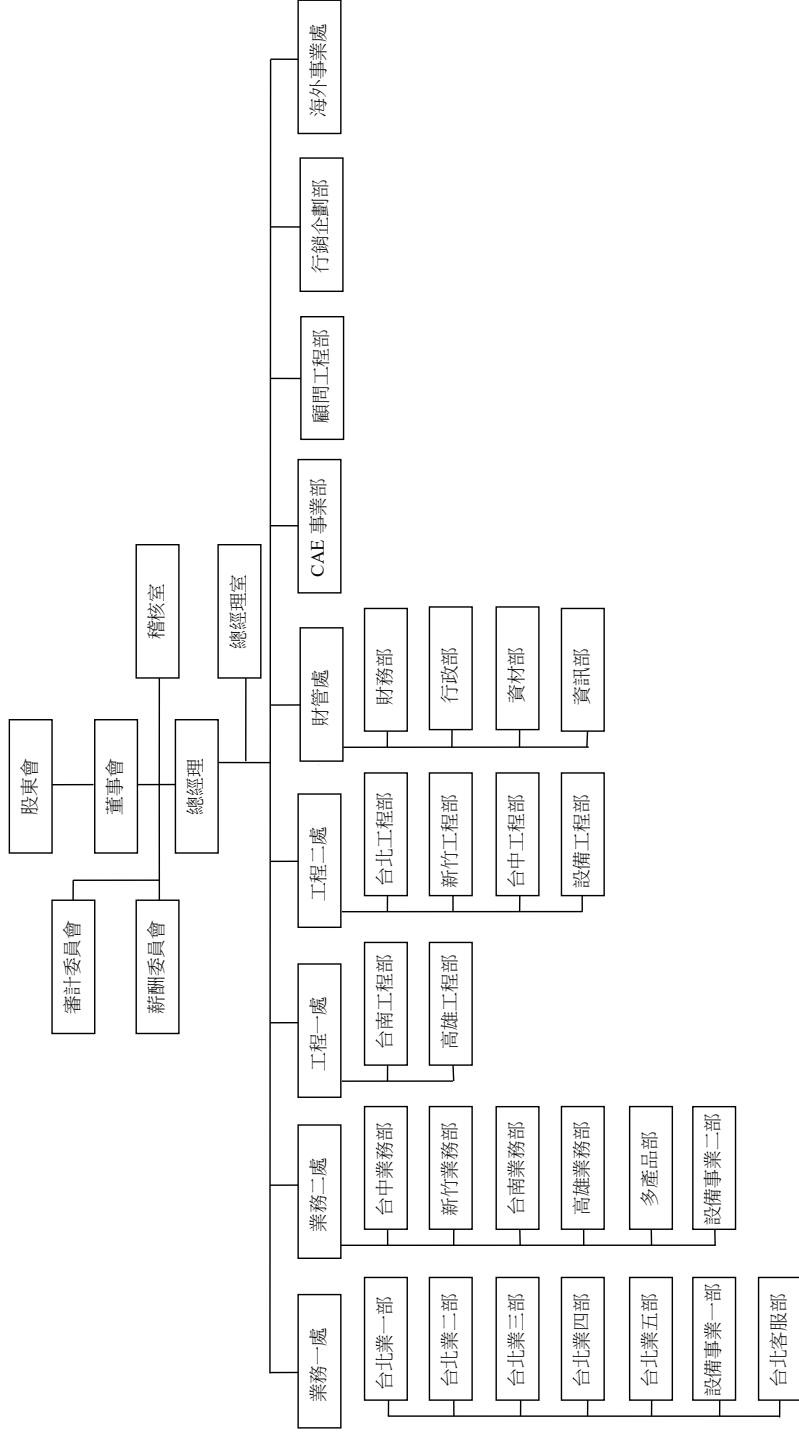 股東會
董事會
審計委員會
薪酬委員會
稽核室
總經理
總經理室
業務一處
業務二處
工程一處
工程二處
財管處
CAE 事業部
顧問工程部
行銷企劃部
海外事業處
台北業一部
台北業二部
台北業三部
台北業四部
台北業五部
設備事業一部
台北客服部
台中業務部
新竹業務部
台南業務部
高雄業務部
多產品部
設備事業二部
台南工程部
高雄工程部
台北工程部
新竹工程部
台中工程部
設備工程部
財務部
行政部
資材部
資訊部